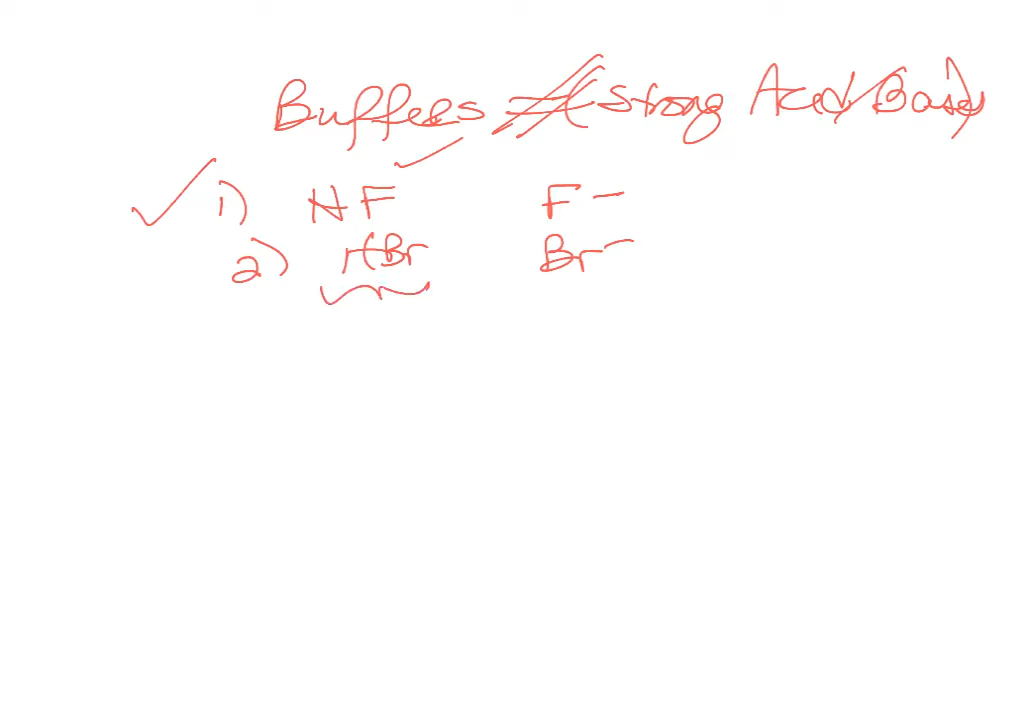 Buffers ≠ (strong Acid/Base)
1) HF F⁻
2) HBr Br⁻